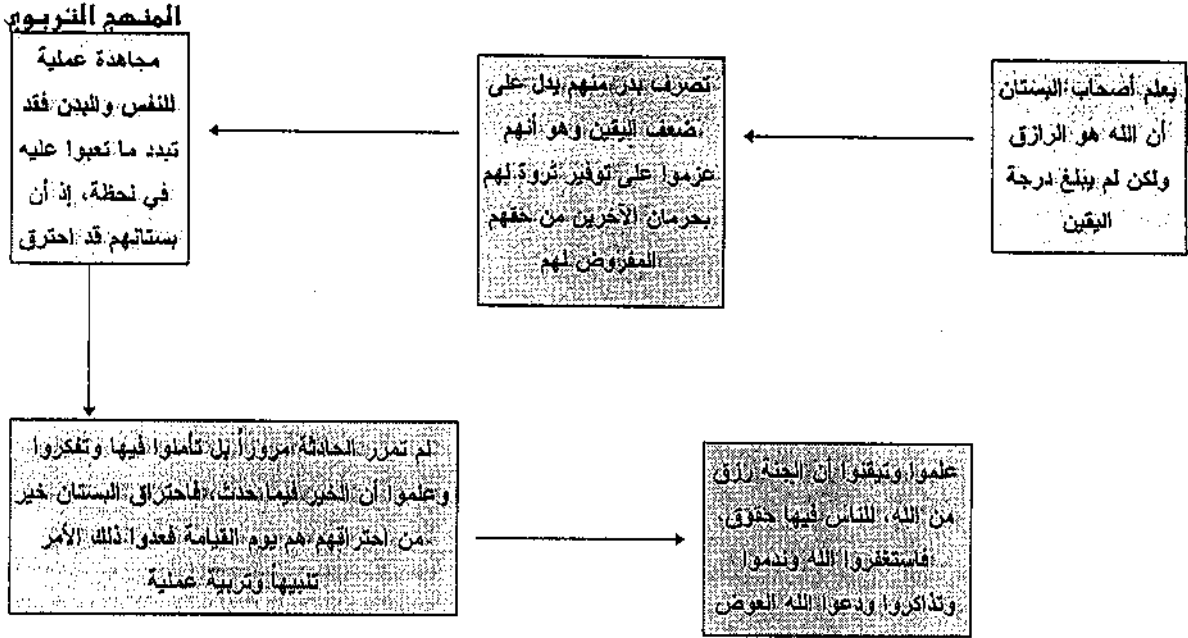 المنهج التربوي
يعلم أصحاب البستان
أن الله هو الرازق
ولكن لم يبلغ درجة
اليقين
تصرف بدر منهم يدل على
ضعف اليقين وهو أنهم
عزموا على توفير ثروة لهم
بحرمان الآخرين من حقهم
المفروض لهم
مجاهدة عملية
للنفس وللبدن فقد
تبدد ما تعبوا عليه
في لحظة، إذ أن
بستانهم قد احترق
لم تمرر الحادثة مروراً بل تأملوا فيها وتفكروا
وعلموا أن الخير فيما حدث، فاحتراق البستان خير
من احتراقهم هم يوم القيامة فعدوا ذلك الأمر
تنبيهاً وتربية عملية
علموا وتيقنوا أن الجنة رزق
من الله، للناس فيها حقوق،
فاستغفروا الله وندموا
وتذاكروا ودعوا الله العوض